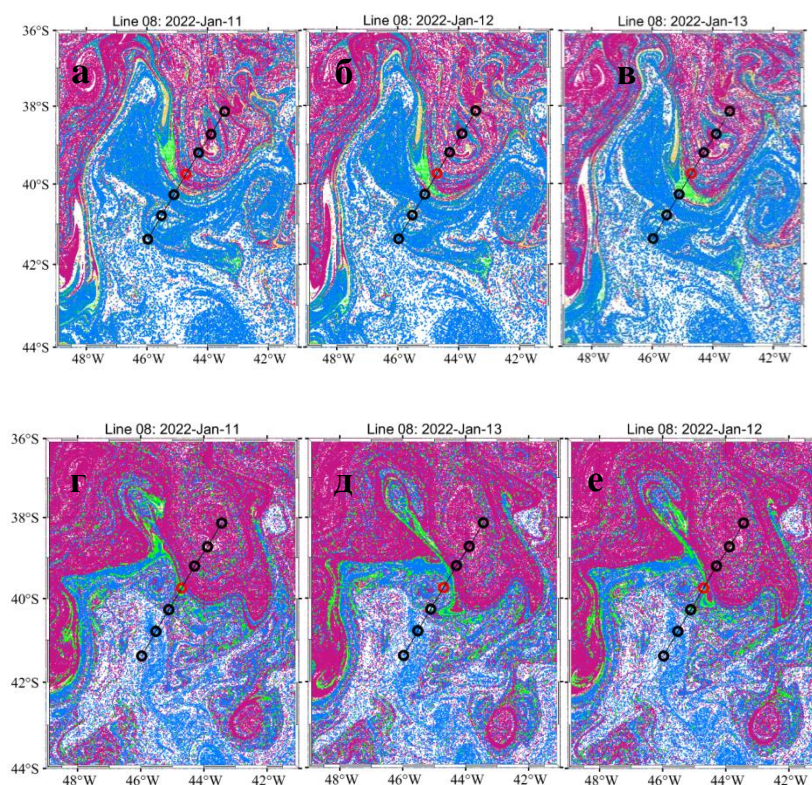 Line 08: 2022-Jan-11 Line 08: 2022-Jan-12 Line 08: 2022-Jan-13
36°S
а б в
38°S
40°S
42°S
44°S
48°W 46°W 44°W 42°W 48°W 46°W 44°W 42°W 48°W 46°W 44°W 42°W
Line 08: 2022-Jan-11 Line 08: 2022-Jan-13 Line 08: 2022-Jan-12
36°S
г д е
38°S
40°S
42°S
44°S
48°W 46°W 44°W 42°W 48°W 46°W 44°W 42°W 48°W 46°W 44°W 42°W